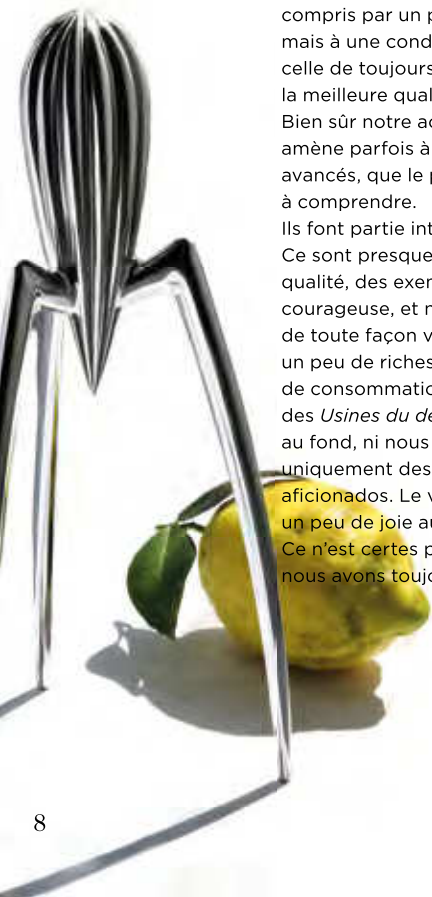 compris par un p
mais à une cond
celle de toujours
la meilleure qual
Bien sûr notre ac
amène parfois à
avancés, que le p
à comprendre.
Ils font partie int
Ce sont presque
qualité, des exer
courageuse, et n
de toute façon v
un peu de riches
de consommatic
des Usines du de
au fond, ni nous
uniquement des
aficionados. Le v
un peu de joie au
Ce n'est certes p
nous avons toujo
8